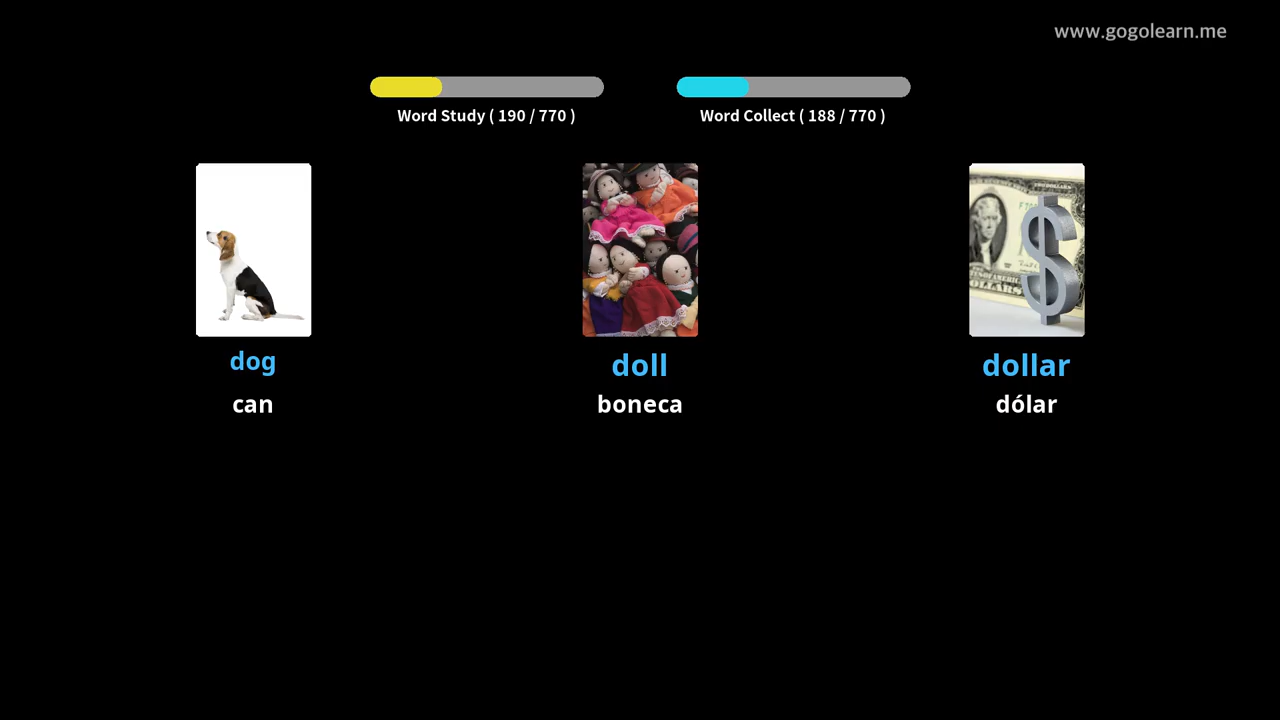 www.gogolearn.me
Word Study ( 190 / 770 )
Word Collect ( 188 / 770 )
dog
doll
dollar
can
boneca
dólar